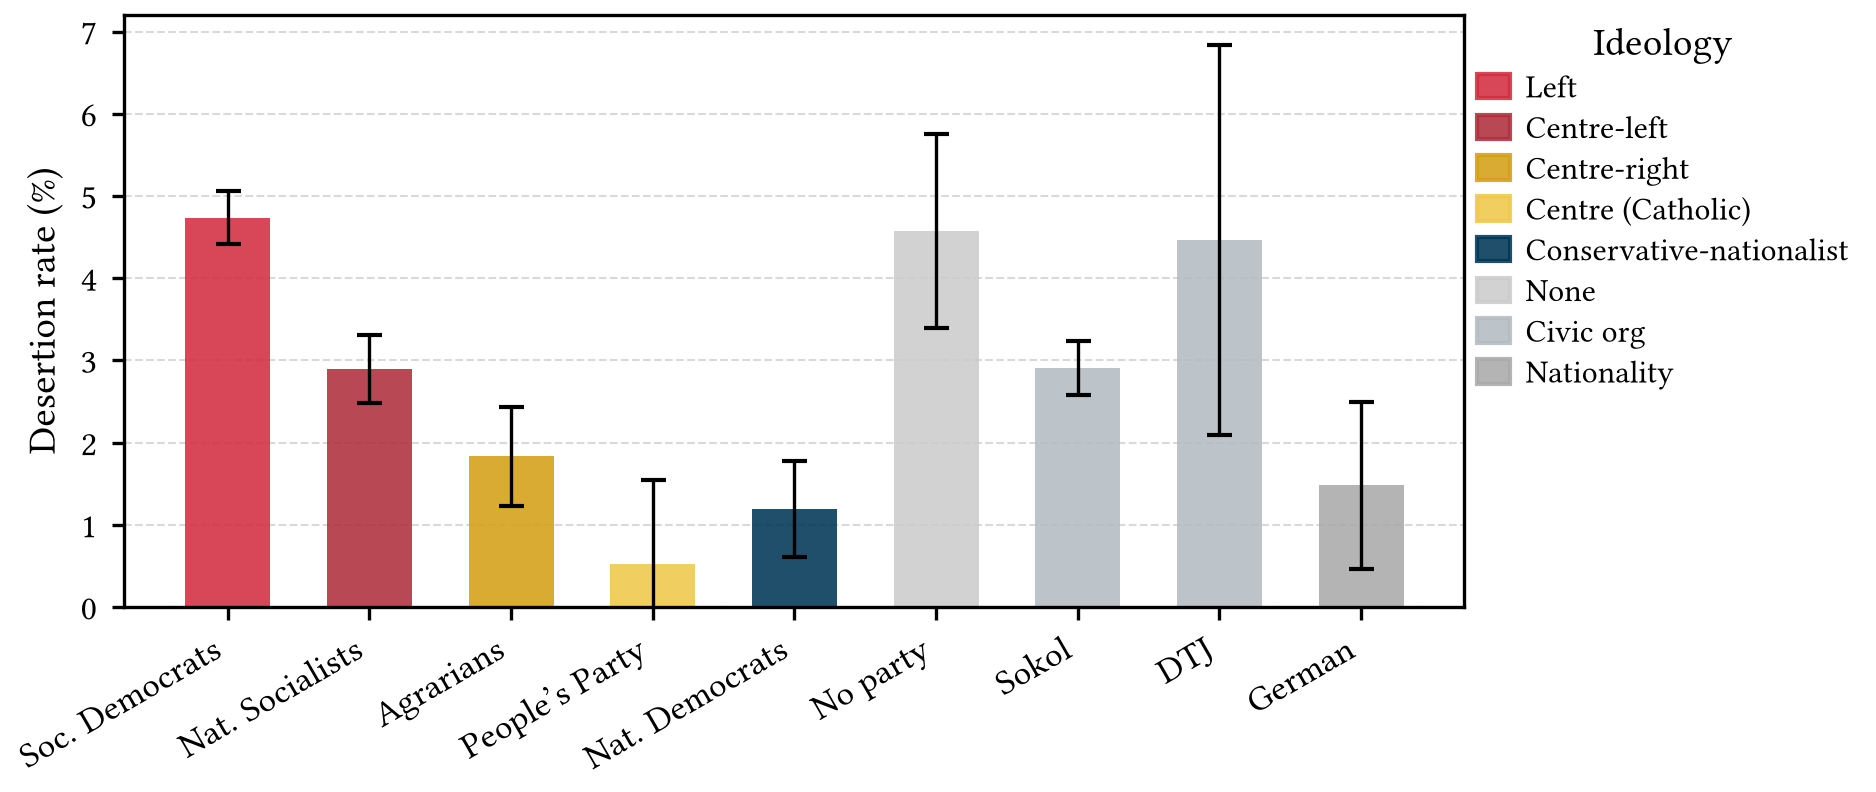 7
6
5
4
3
2
1
0
Desertion rate (%)
Soc. Democrats
Nat. Socialists
Agrarians
People’s Party
Nat. Democrats
No party
Sokol
DTJ
German
Ideology
Left
Centre-left
Centre-right
Centre (Catholic)
Conservative-nationalist
None
Civic org
Nationality